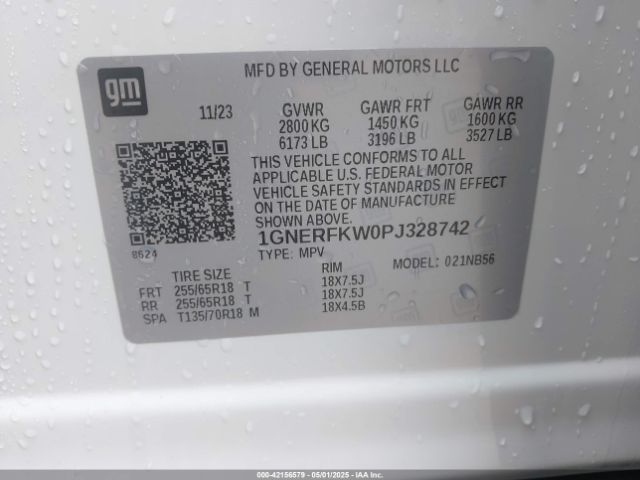 gm
MFD BY GENERAL MOTORS LLC
11/23 GVWR GAWR FRT GAWR RR
2800 KG 1450 KG 1600 KG
6173 LB 3196 LB 3527 LB
THIS VEHICLE CONFORMS TO ALL
APPLICABLE U.S. FEDERAL MOTOR
VEHICLE SAFETY STANDARDS IN EFFECT
ON THE DATE OF MANUFACTURE
SHOWN ABOVE.
1GNERFKW0PJ328742
8624 TYPE: MPV MODEL: 021NB56
TIRE SIZE RIM
FRT 255/65R18 T 18X7.5J
RR 255/65R18 T 18X7.5J
SPA T135/70R18 M 18X4.5B
000-42156579 — 05/01/2025 — IAAI.COM